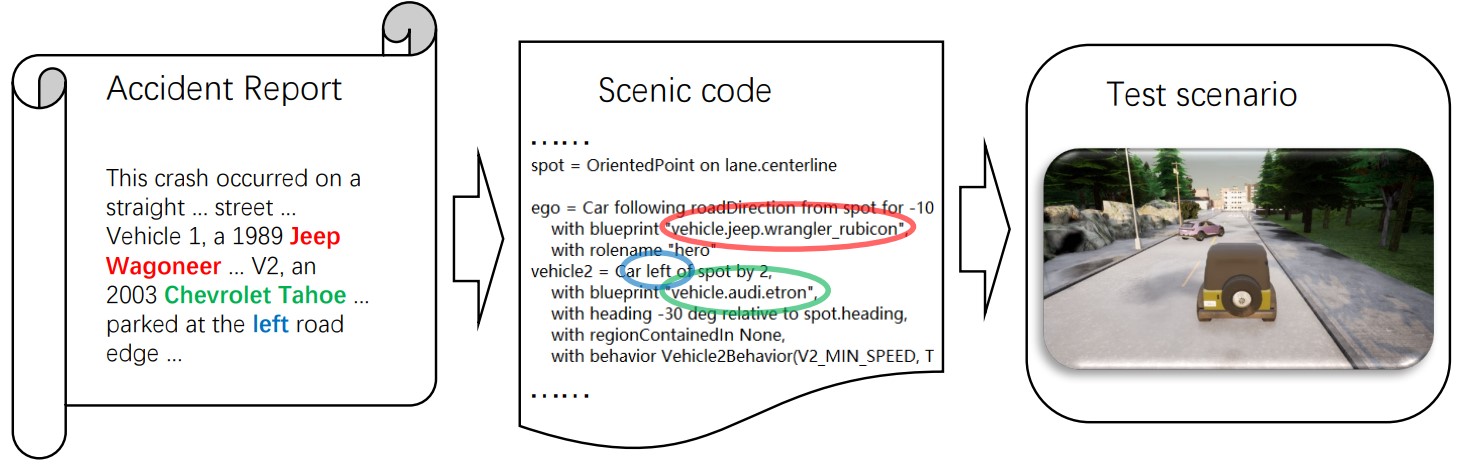 Accident Report
This crash occurred on a
straight ... street ...
Vehicle 1, a 1989 Jeep
Wagoneer ... V2, an
2003 Chevrolet Tahoe ...
parked at the left road
edge ...
Scenic code
......
spot = OrientedPoint on lane.centerline
ego = Car following roadDirection from spot for -10
with blueprint "vehicle.jeep.wrangler_rubicon",
with rolename "hero"
vehicle2 = Car left of spot by 2,
with blueprint "vehicle.audi.etron",
with heading -30 deg relative to spot.heading,
with regionContainedIn None,
with behavior Vehicle2Behavior(V2_MIN_SPEED, T
......
Test scenario